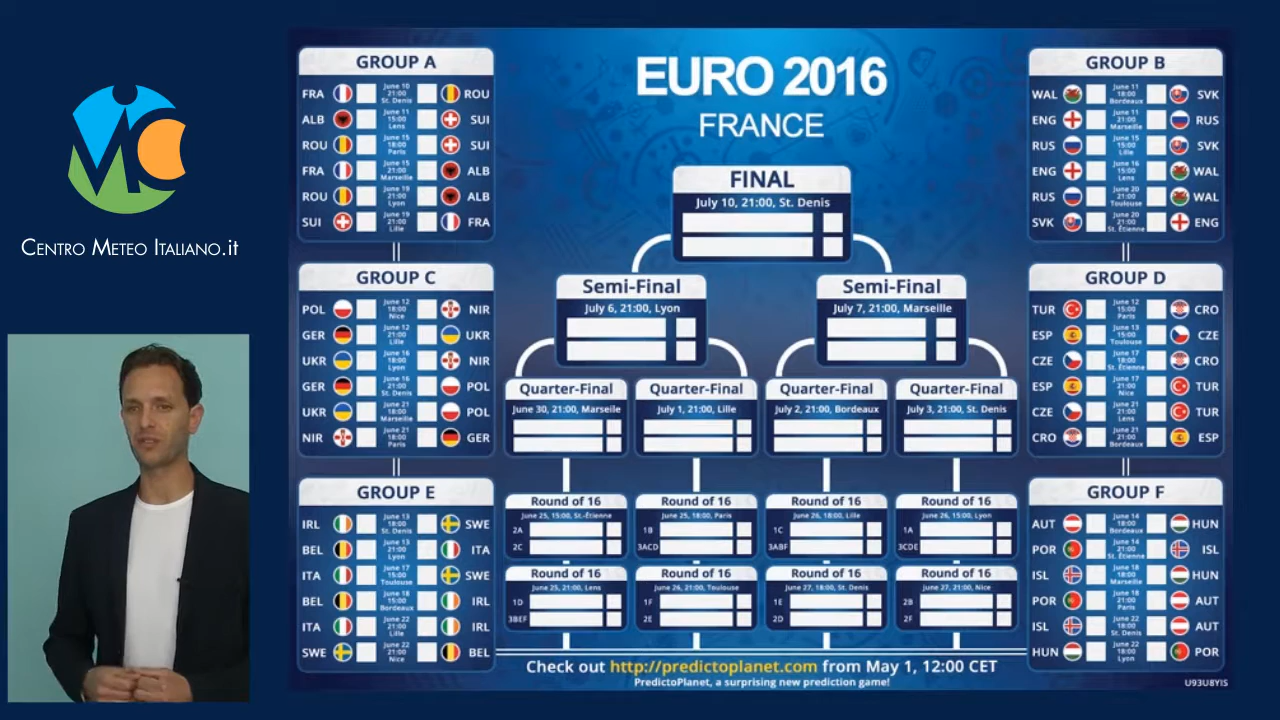 CENTRO METEO ITALIANO.it
EURO 2016
FRANCE
GROUP A
FRA June 10 21:00 St. Denis ROU
ALB June 11 15:00 Lens SUI
ROU June 15 18:00 Paris SUI
FRA June 15 21:00 Marseille ALB
ROU June 19 21:00 Lyon ALB
SUI June 19 21:00 Lille FRA
GROUP B
WAL June 11 18:00 Bordeaux SVK
ENG June 11 21:00 Marseille RUS
RUS June 15 15:00 Lille SVK
ENG June 16 15:00 Lens WAL
RUS June 20 21:00 Toulouse WAL
SVK June 20 21:00 St. Étienne ENG
GROUP C
POL June 12 18:00 Nice NIR
GER June 12 21:00 Lille UKR
UKR June 16 18:00 Lyon NIR
GER June 16 21:00 St. Denis POL
UKR June 21 18:00 Marseille POL
NIR June 21 18:00 Paris GER
GROUP D
TUR June 12 15:00 Paris CRO
ESP June 13 15:00 Toulouse CZE
CZE June 17 18:00 St. Étienne CRO
ESP June 17 21:00 Nice TUR
CZE June 21 21:00 Lens TUR
CRO June 21 21:00 Bordeaux ESP
GROUP E
IRL June 13 18:00 St. Denis SWE
BEL June 13 21:00 Lyon ITA
ITA June 17 15:00 Toulouse SWE
BEL June 18 15:00 Bordeaux IRL
ITA June 22 21:00 Lille IRL
SWE June 22 21:00 Nice BEL
GROUP F
AUT June 14 18:00 Bordeaux HUN
POR June 14 21:00 St. Étienne ISL
ISL June 18 18:00 Marseille HUN
POR June 18 21:00 Paris AUT
ISL June 22 18:00 St. Denis AUT
HUN June 22 18:00 Lyon POR
FINAL
July 10, 21:00, St. Denis
Semi-Final Semi-Final
July 6, 21:00, Lyon July 7, 21:00, Marseille
Quarter-Final Quarter-Final Quarter-Final Quarter-Final
June 30, 21:00, Marseile July 1, 21:00, Lille July 2, 21:00, Bordeaux July 3, 21:00, St. Denis
Round of 16 Round of 16 Round of 16 Round of 16
June 25, 15:00, St.-Étienne June 25, 18:00, Paris June 26, 18:00, Lille June 26, 15:00, Lyon
2A 1B 1C 1A
2C 3ACD 3ABF 3CDE
Round of 16 Round of 16 Round of 16 Round of 16
June 25, 21:00, Lens June 26, 21:00, Toulouse June 27, 18:00, St. Denis June 27, 21:00, Nice
1D 1F 1E 2B
3BEF 2E 2D 2F
Check out http://predictoplanet.com from May 1, 12:00 CET
PredictoPlanet, a surprising new prediction game!
U93U8YIS